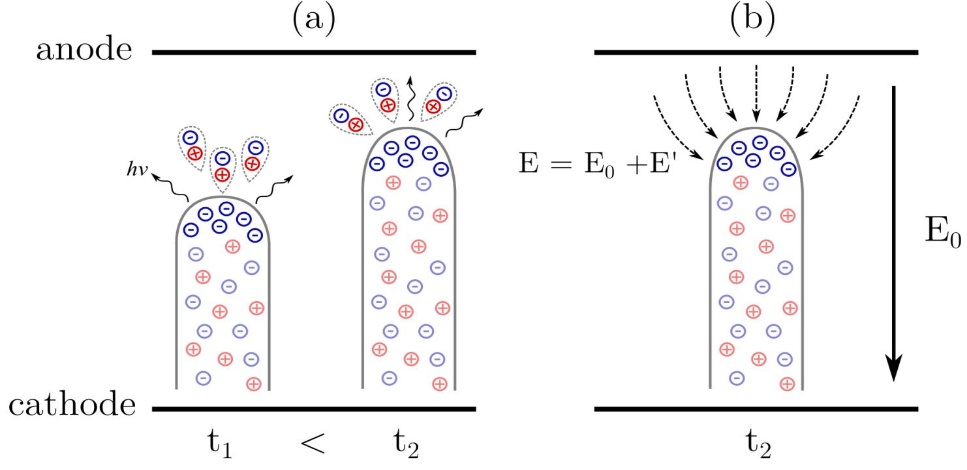 (a)
(b)
anode
hν
E = E₀ +E'
E₀
cathode
t₁ < t₂
t₂